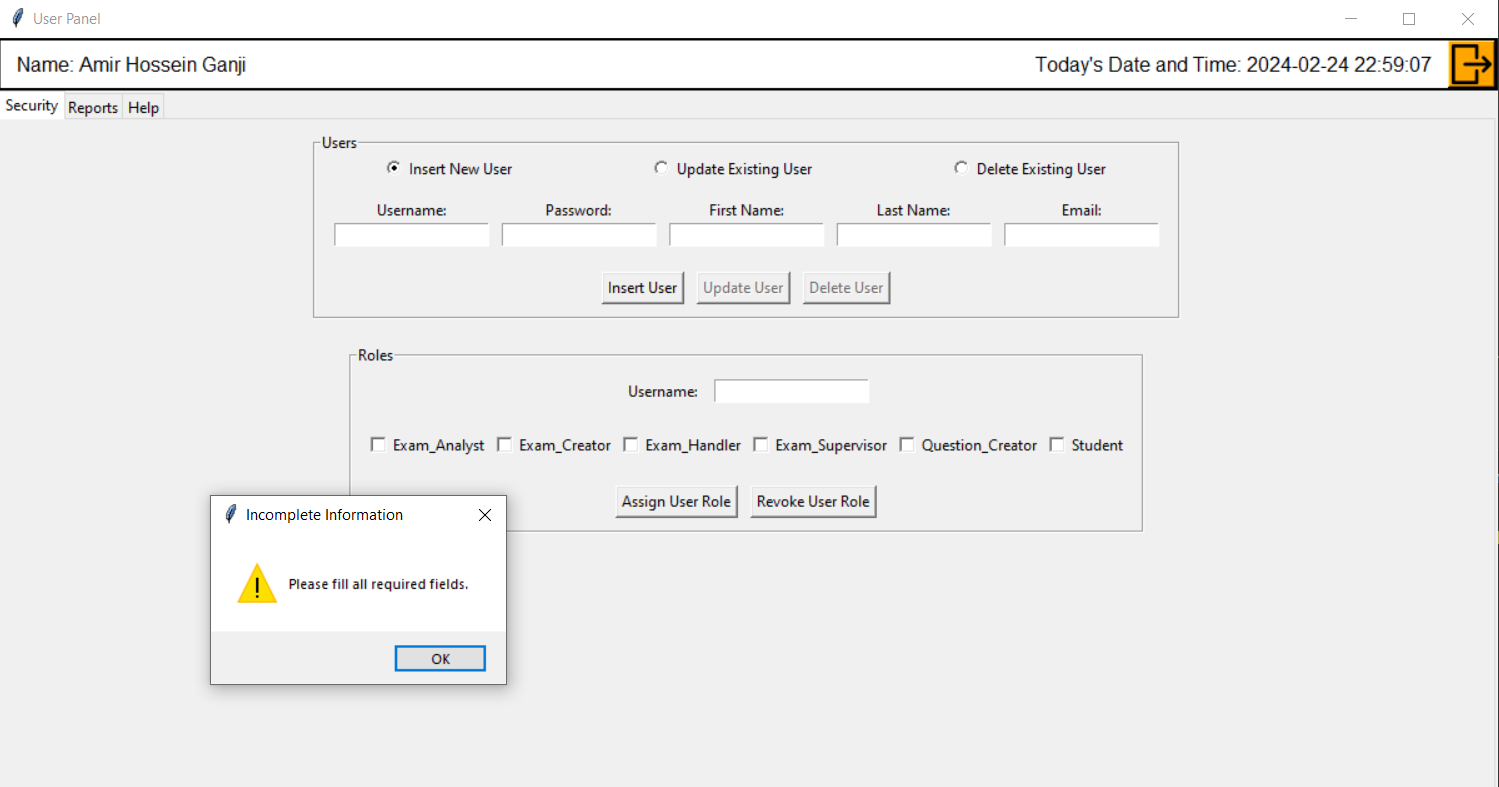 User Panel
Name: Amir Hossein Ganji
Today's Date and Time: 2024-02-24 22:59:07
Security Reports Help
Users
Insert New User Update Existing User Delete Existing User
Username: Password: First Name: Last Name: Email:
Insert User Update User Delete User
Roles
Username:
Exam_Analyst Exam_Creator Exam_Handler Exam_Supervisor Question_Creator Student
Assign User Role Revoke User Role
Incomplete Information
Please fill all required fields.
OK